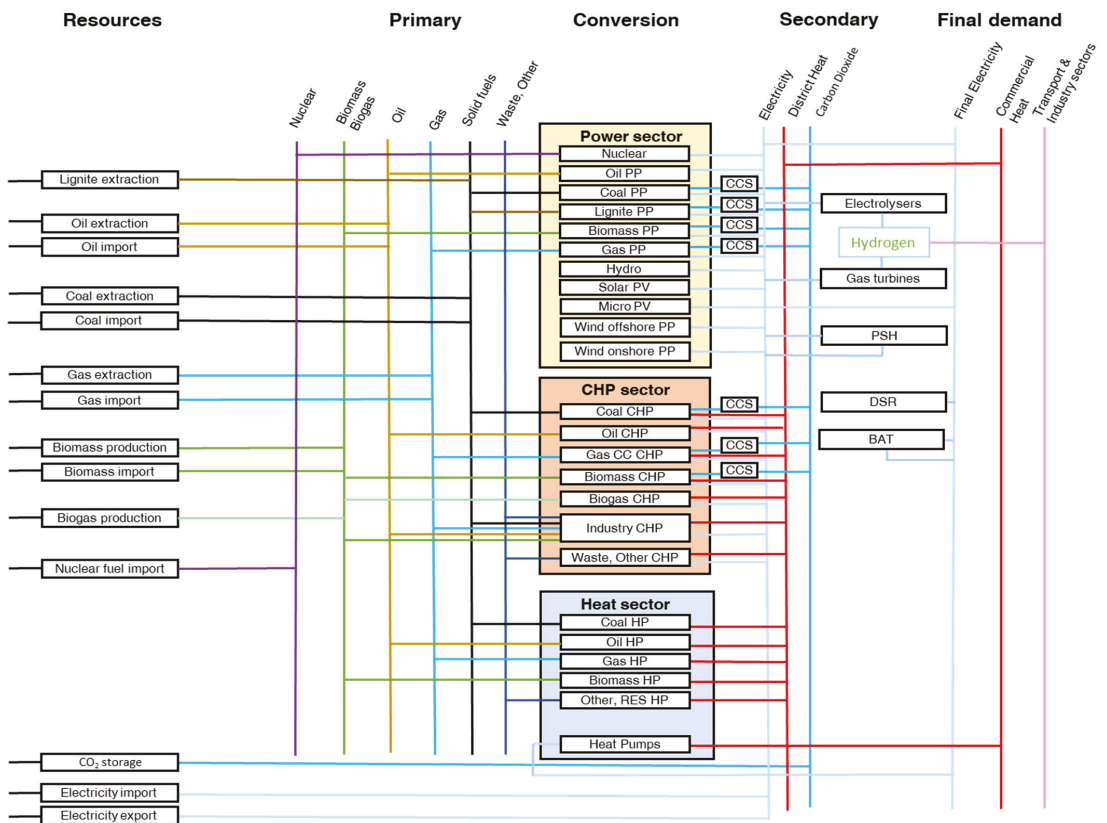 Resources
Primary
Conversion
Secondary
Final demand
Nuclear
Biomass
Biogas
Oil
Gas
Solid fuels
Waste, Other
Electricity
District Heat
Carbon Dioxide
Final Electricity
Commercial
Heat
Transport &
Industry sectors
Lignite extraction
Oil extraction
Oil import
Coal extraction
Coal import
Gas extraction
Gas import
Biomass production
Biomass import
Biogas production
Nuclear fuel import
CO₂ storage
Electricity import
Electricity export
Power sector
Nuclear
Oil PP
Coal PP
Lignite PP
Biomass PP
Gas PP
Hydro
Solar PV
Micro PV
Wind offshore PP
Wind onshore PP
CCS
CCS
CCS
CCS
CHP sector
Coal CHP
Oil CHP
Gas CC CHP
Biomass CHP
Biogas CHP
Industry CHP
Waste, Other CHP
CCS
CCS
CCS
Heat sector
Coal HP
Oil HP
Gas HP
Biomass HP
Other, RES HP
Heat Pumps
Electrolysers
Hydrogen
Gas turbines
PSH
DSR
BAT